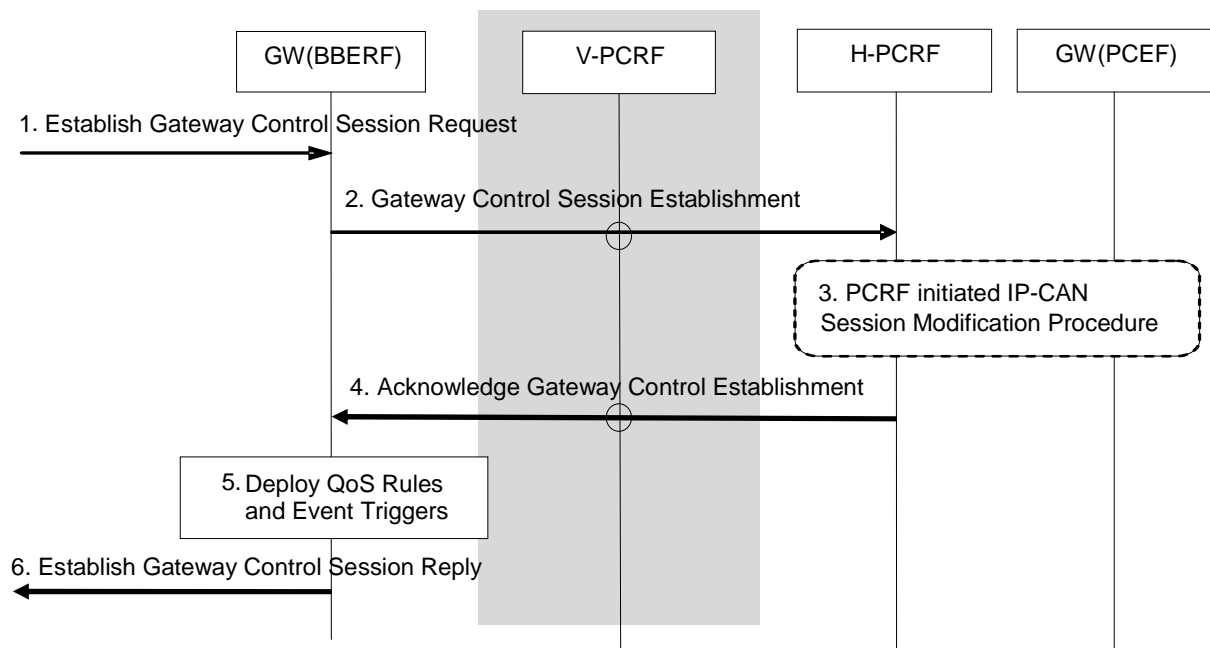 GW(BBERF)
V-PCRF
H-PCRF
GW(PCEF)
1. Establish Gateway Control Session Request
2. Gateway Control Session Establishment
3. PCRF initiated IP-CAN
Session Modification Procedure
4. Acknowledge Gateway Control Establishment
5. Deploy QoS Rules
and Event Triggers
6. Establish Gateway Control Session Reply